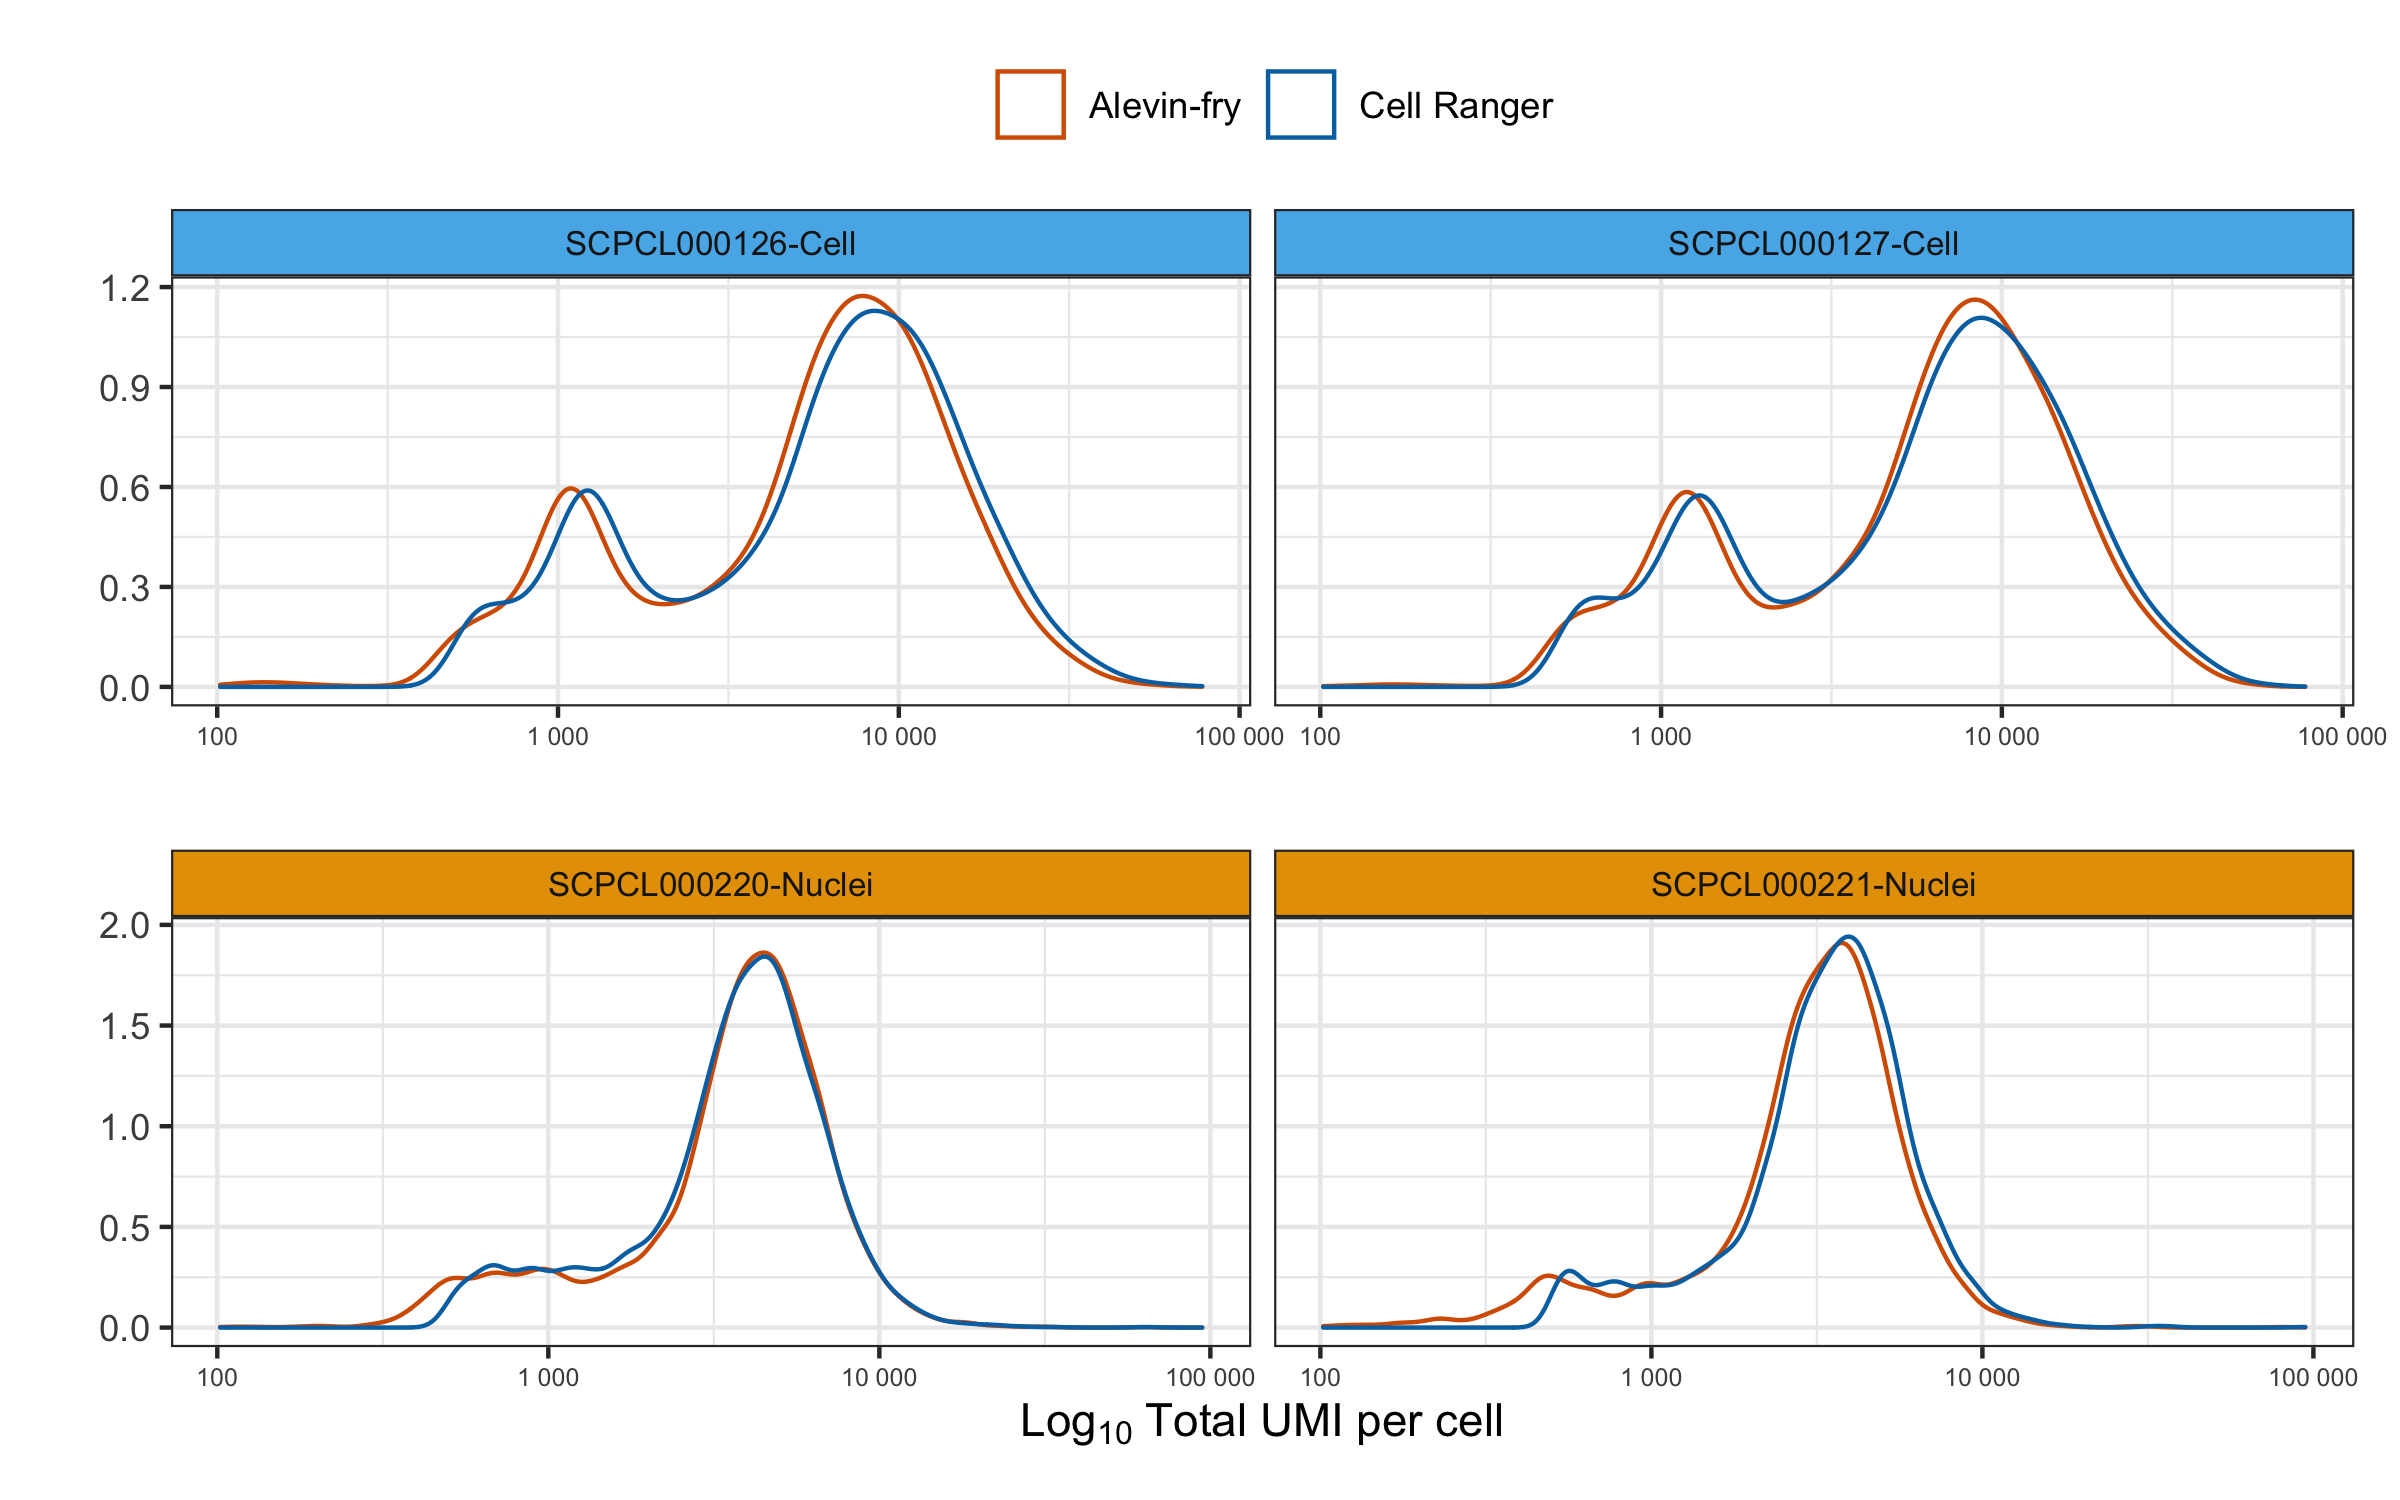 Alevin-fry Cell Ranger
SCPCL000126-Cell SCPCL000127-Cell
1.2
0.9
0.6
0.3
0.0
100 1 000 10 000 100 000 100 1 000 10 000 100 000
SCPCL000220-Nuclei SCPCL000221-Nuclei
2.0
1.5
1.0
0.5
0.0
100 1 000 10 000 100 000 100 1 000 10 000 100 000
Log₁₀ Total UMI per cell